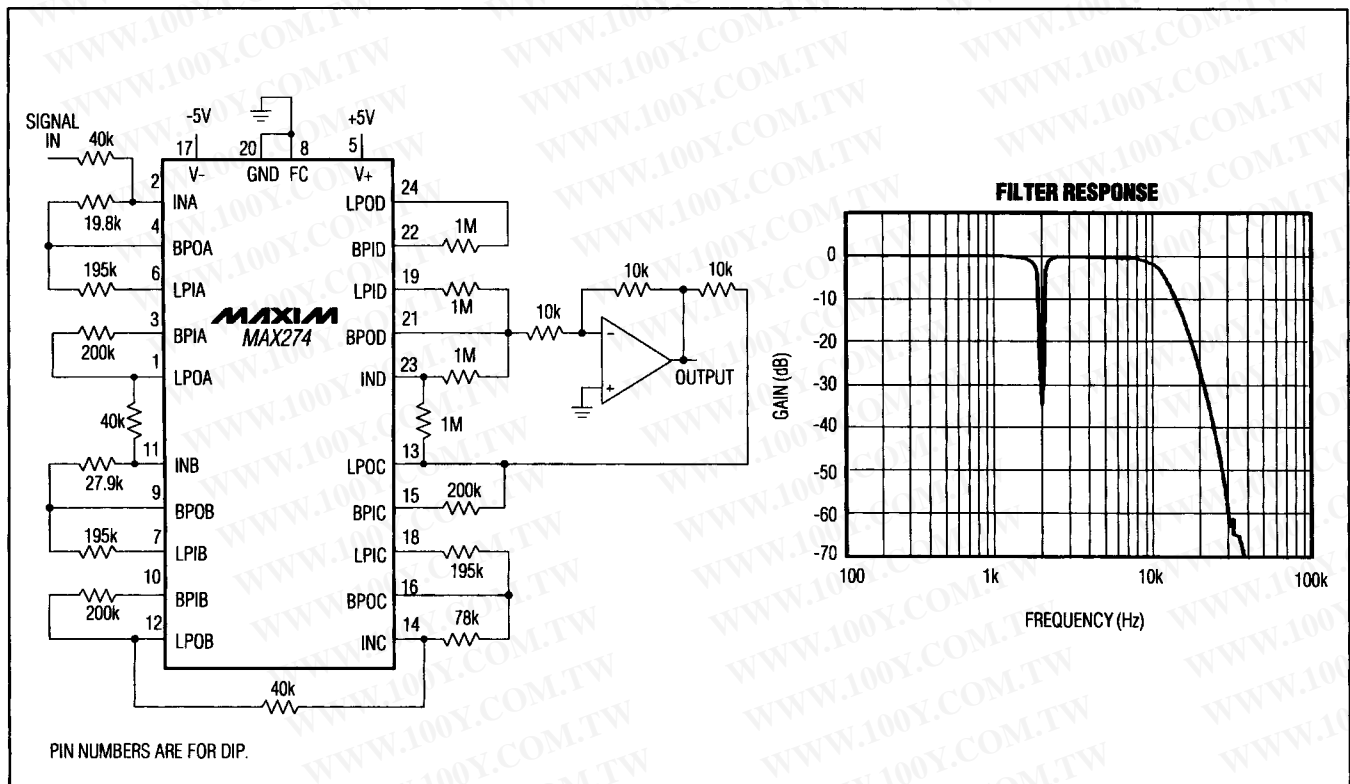 SIGNAL
IN
40k
-5V
+5V
17
20
8
5
V-
GND FC
V+
2
INA
19.8k
4
BPOA
195k
6
LPIA
3
BPIA
200k
1
LPOA
40k
11
INB
27.9k
9
BPOB
195k
7
LPIB
10
BPIB
200k
12
LPOB
40k
MAXIM
MAX274
24
LPOD
1M
22
BPID
19
LPID
1M
21
BPOD
1M
23
IND
1M
13
LPOC
200k
15
BPIC
18
LPIC
195k
16
BPOC
78k
14
INC
10k
10k
10k
-
+
OUTPUT
FILTER RESPONSE
GAIN (dB)
0
-10
-20
-30
-40
-50
-60
-70
100
1k
10k
100k
FREQUENCY (Hz)
PIN NUMBERS ARE FOR DIP.
WWW.100Y.COM.TW